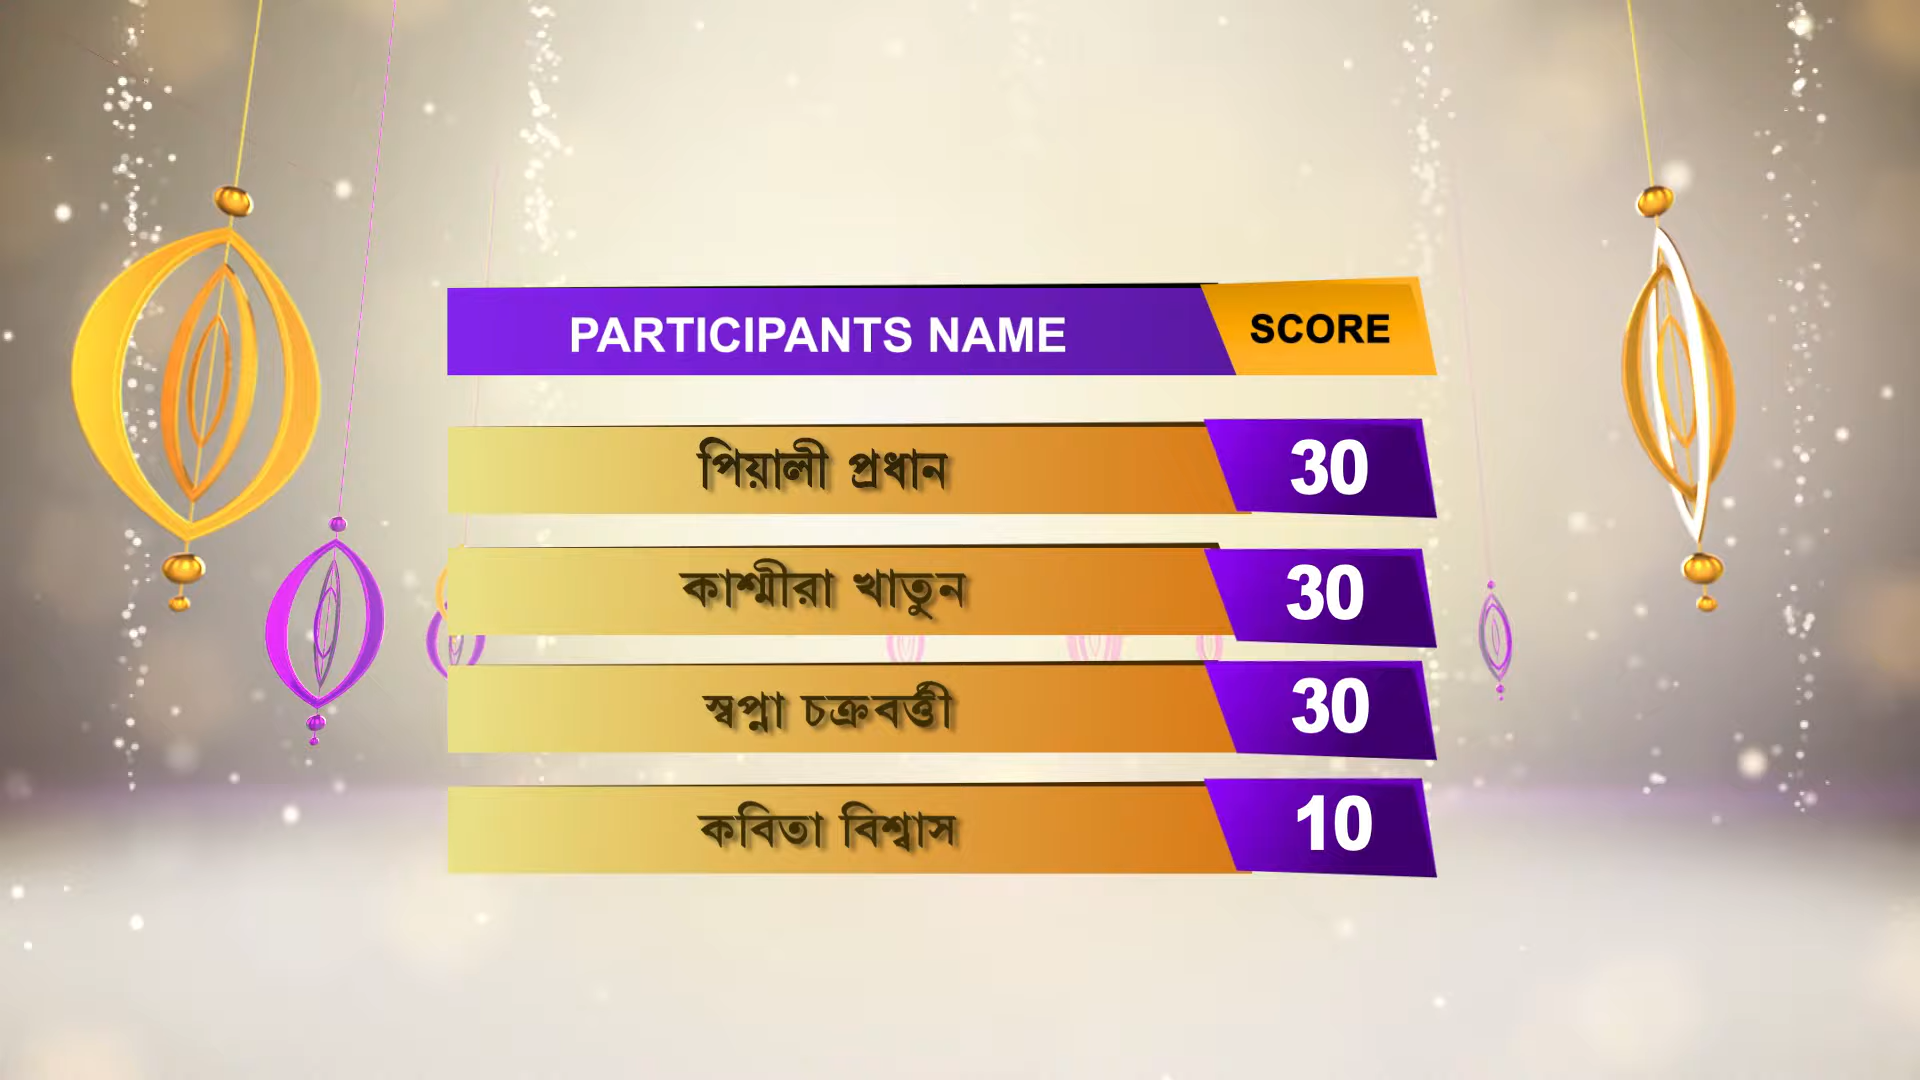 PARTICIPANTS NAME SCORE
পিয়ালী প্রধান 30
কাশ্মীরা খাতুন 30
স্বপ্না চক্রবর্ত্তী 30
কবিতা বিশ্বাস 10